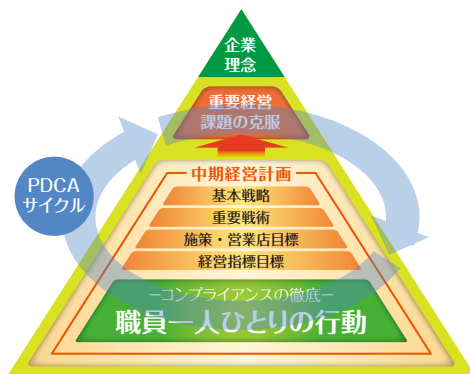 企業
理念
重要経営
課題の克服
PDCA
サイクル
中期経営計画
基本戦略
重要戦術
施策・営業店目標
経営指標目標
−コンプライアンスの徹底−
職員一人ひとりの行動